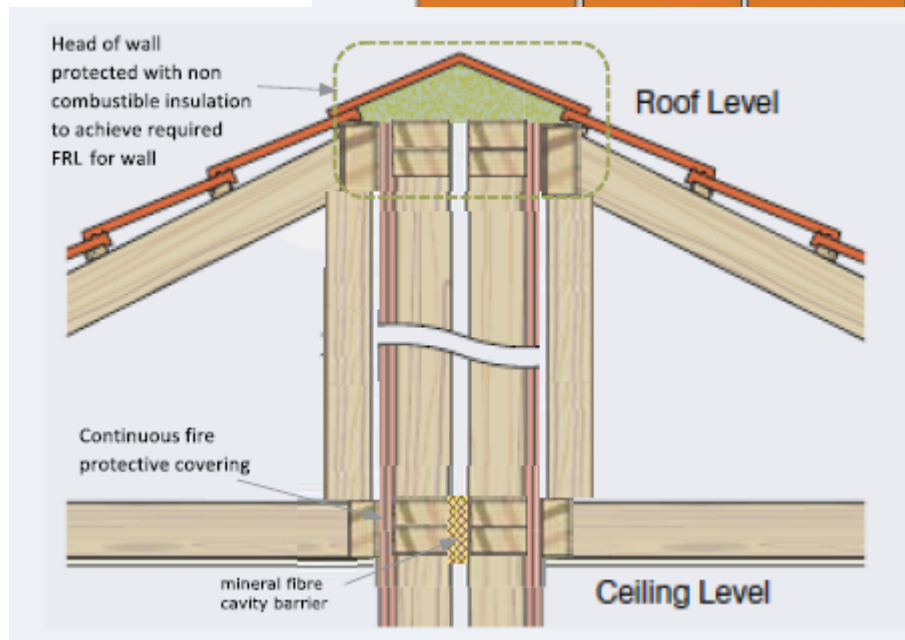 Head of wall
protected with non
combustible insulation
to achieve required
FRL for wall
Roof Level
Continuous fire
protective covering
mineral fibre
cavity barrier
Ceiling Level